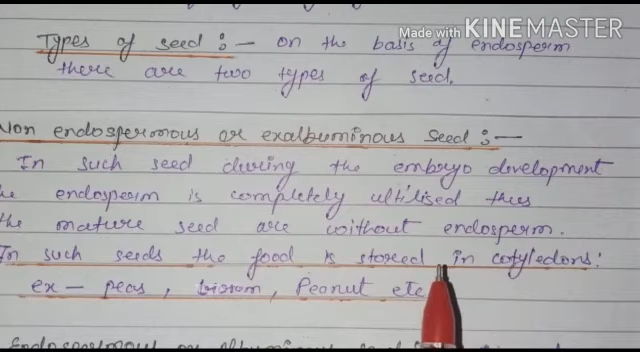 Made with KINEMASTER
Types of seed :- on the basis of endosperm
there are two types of seed.
Non endospermous or exalbuminous seed :-
In such seed during the embryo development
he endosperm is completely ultilised thus
the mature seed are without endosperm.
In such seeds the food is stored in cotyledons:
ex - peas, Peanut etc